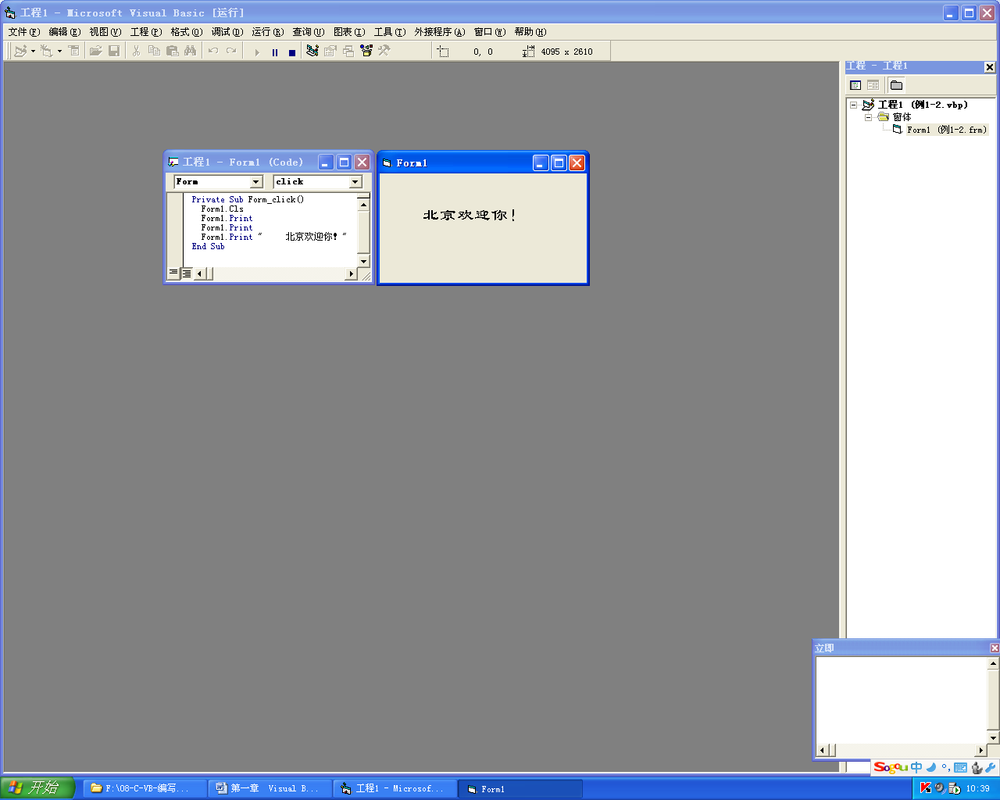 工程1 - Microsoft Visual Basic [运行]
文件(F) 编辑(E) 视图(V) 工程(P) 格式(O) 调试(D) 运行(R) 查询(U) 图表(I) 工具(T) 外接程序(A) 窗口(W) 帮助(H)
0, 0 4095 x 2610
工程 - 工程1
工程1 (例1-2.vbp)
窗体
Form1 (例1-2.frm)
工程1 - Form1 (Code)
Form click
Private Sub Form_click()
Form1.Cls
Form1.Print
Form1.Print
Form1.Print "    北京欢迎你! "
End Sub
Form1
北京欢迎你!
立即
Sogou 中
开始 F:\08-C-VB-编写... 第一章 Visual B... 工程1 - Microsof... Form1 10:39